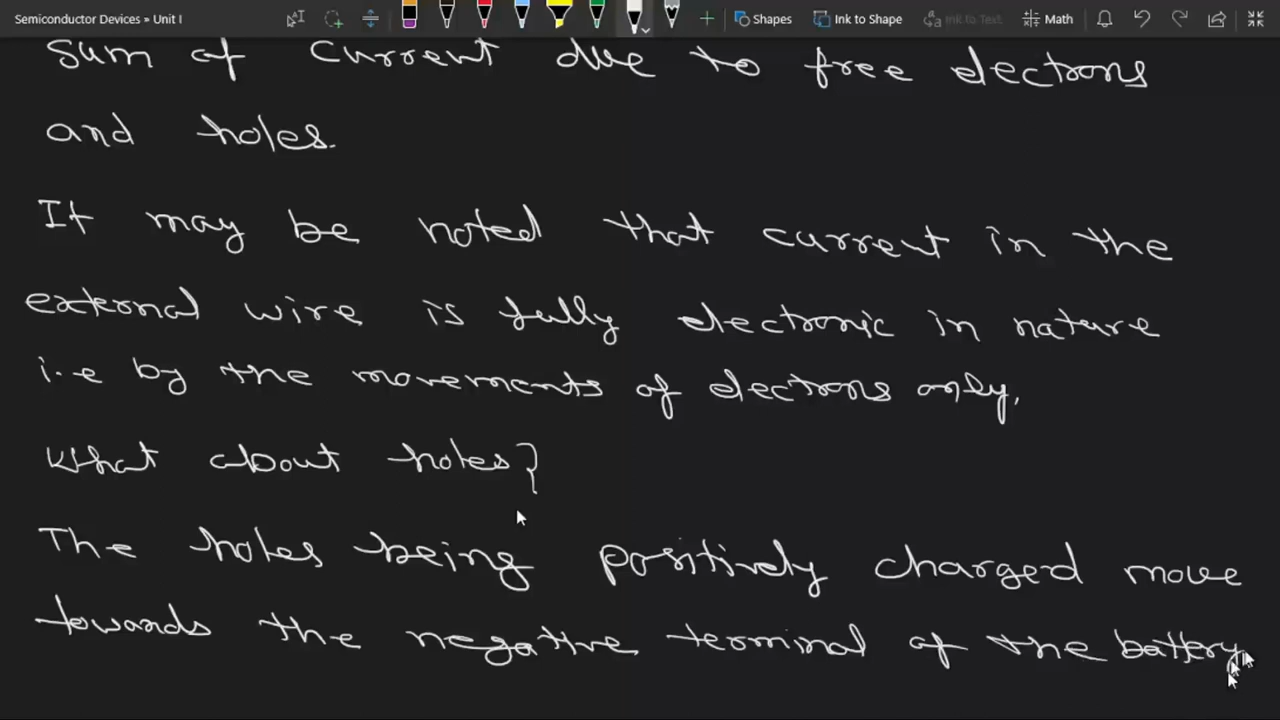 Semiconductor Devices » Unit I
Shapes
Ink to Shape
Ink to Text
Math
Sum of current due to free electrons
and holes.
It may be noted that current in the
external wire is fully electronic in nature
i.e by the movements of electrons only.
What about holes?
The holes being positively charged move
towards the negative terminal of the battery